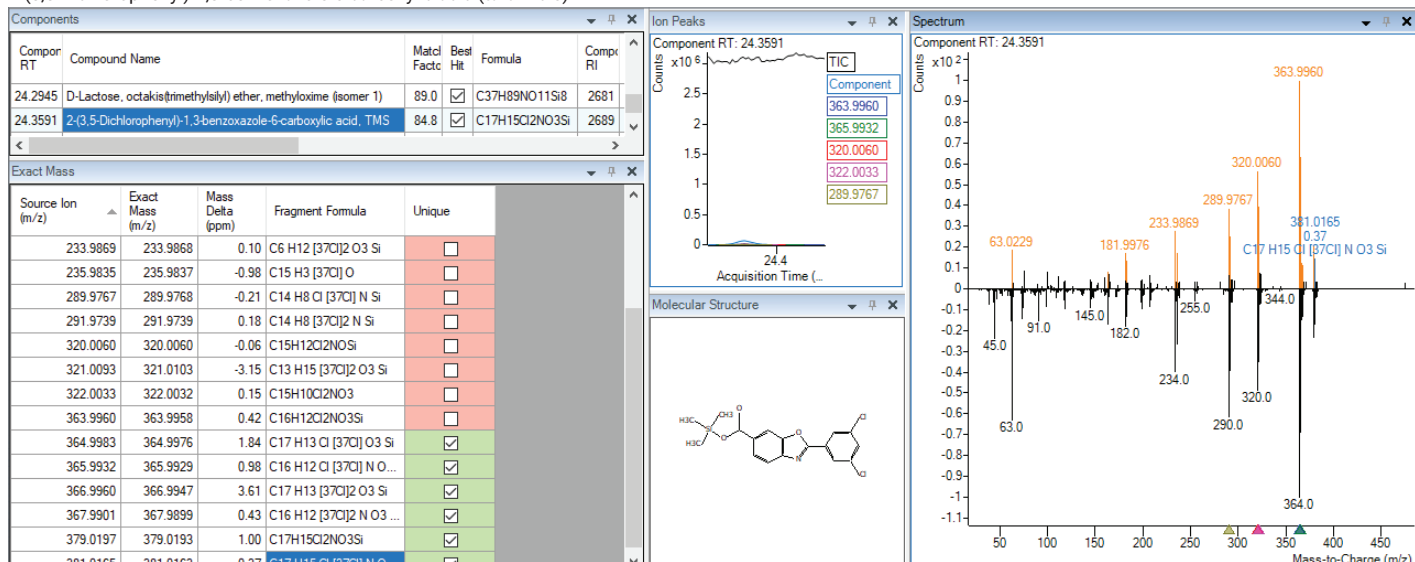 Components
Compor RT Compound Name Matcl Factc Best Hit Formula Compc RI
24.2945 D-Lactose, octakis(trimethylsilyl) ether, methyloxime (isomer 1) 89.0 C37H89NO11Si8 2681
24.3591 2-(3,5-Dichlorophenyl)-1,3-benzoxazole-6-carboxylic acid, TMS 84.8 C17H15Cl2NO3Si 2689
Exact Mass
Source Ion (m/z) Exact Mass (m/z) Mass Delta (ppm) Fragment Formula Unique
233.9869 233.9868 0.10 C6 H12 [37Cl]2 O3 Si
235.9835 235.9837 -0.98 C15 H3 [37Cl] O
289.9767 289.9768 -0.21 C14 H8 Cl [37Cl] N Si
291.9739 291.9739 0.18 C14 H8 [37Cl]2 N Si
320.0060 320.0060 -0.06 C15H12Cl2NOSi
321.0093 321.0103 -3.15 C13 H15 [37Cl]2 O3 Si
322.0033 322.0032 0.15 C15H10Cl2NO3
363.9960 363.9958 0.42 C16H12Cl2NO3Si
364.9983 364.9976 1.84 C17 H13 Cl [37Cl] O3 Si
365.9932 365.9929 0.98 C16 H12 Cl [37Cl] N O...
366.9960 366.9947 3.61 C17 H13 [37Cl]2 O3 Si
367.9901 367.9899 0.43 C16 H12 [37Cl]2 N O3 ...
379.0197 379.0193 1.00 C17H15Cl2NO3Si
Ion Peaks
Component RT: 24.3591
Counts
x10 6
2.5
2
1.5
1
0.5
0
24.4
Acquisition Time (...
TIC
Component
363.9960
365.9932
320.0060
322.0033
289.9767
Molecular Structure
H3C CH3 O
Si
H3C O
O
N
Cl
Cl
Spectrum
Component RT: 24.3591
Counts
x10 2
1
0.9
0.8
0.7
0.6
0.5
0.4
0.3
0.2
0.1
0
-0.1
-0.2
-0.3
-0.4
-0.5
-0.6
-0.7
-0.8
-0.9
-1
-1.1
363.9960
320.0060
289.9767
233.9869
381.0165
0.37
C17 H15 Cl [37Cl] N O3 Si
63.0229
181.9976
45.0
91.0
145.0
182.0
255.0
344.0
234.0
320.0
63.0
290.0
364.0
50 100 150 200 250 300 350 400 450
Mass-to-Charge (m/z)